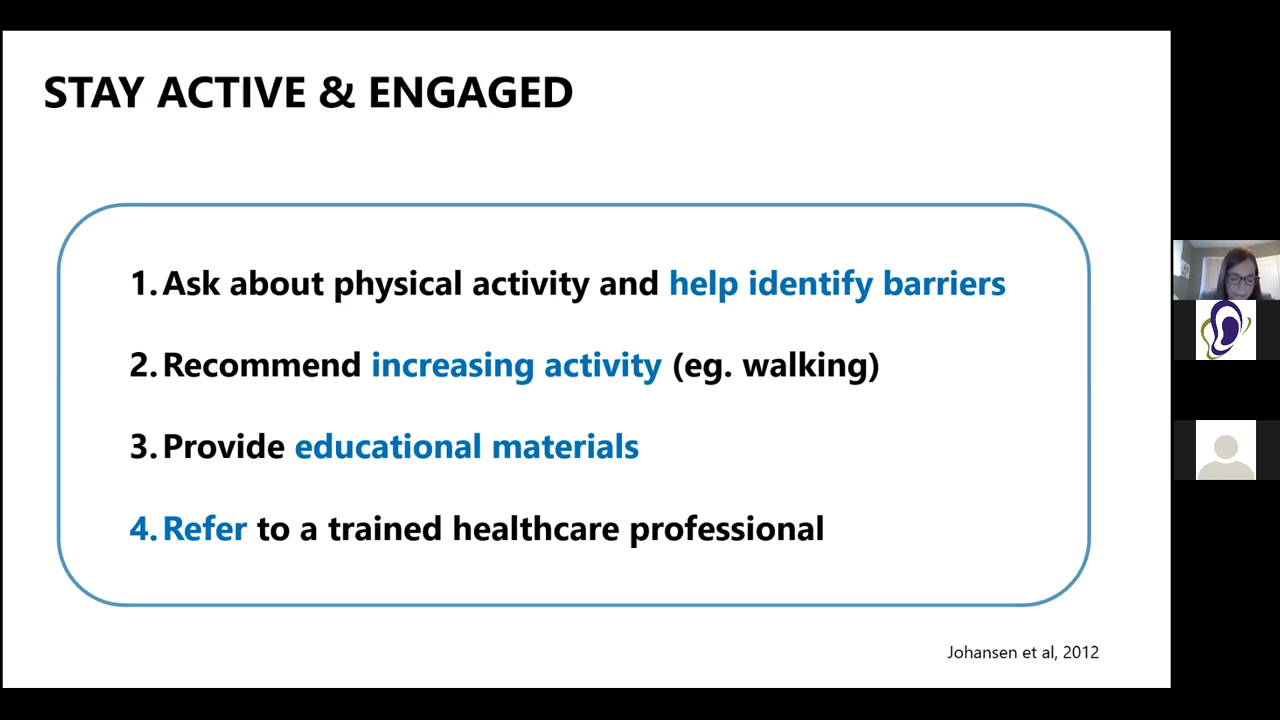 STAY ACTIVE & ENGAGED
1. Ask about physical activity and help identify barriers
2. Recommend increasing activity (eg. walking)
3. Provide educational materials
4. Refer to a trained healthcare professional
Johansen et al, 2012